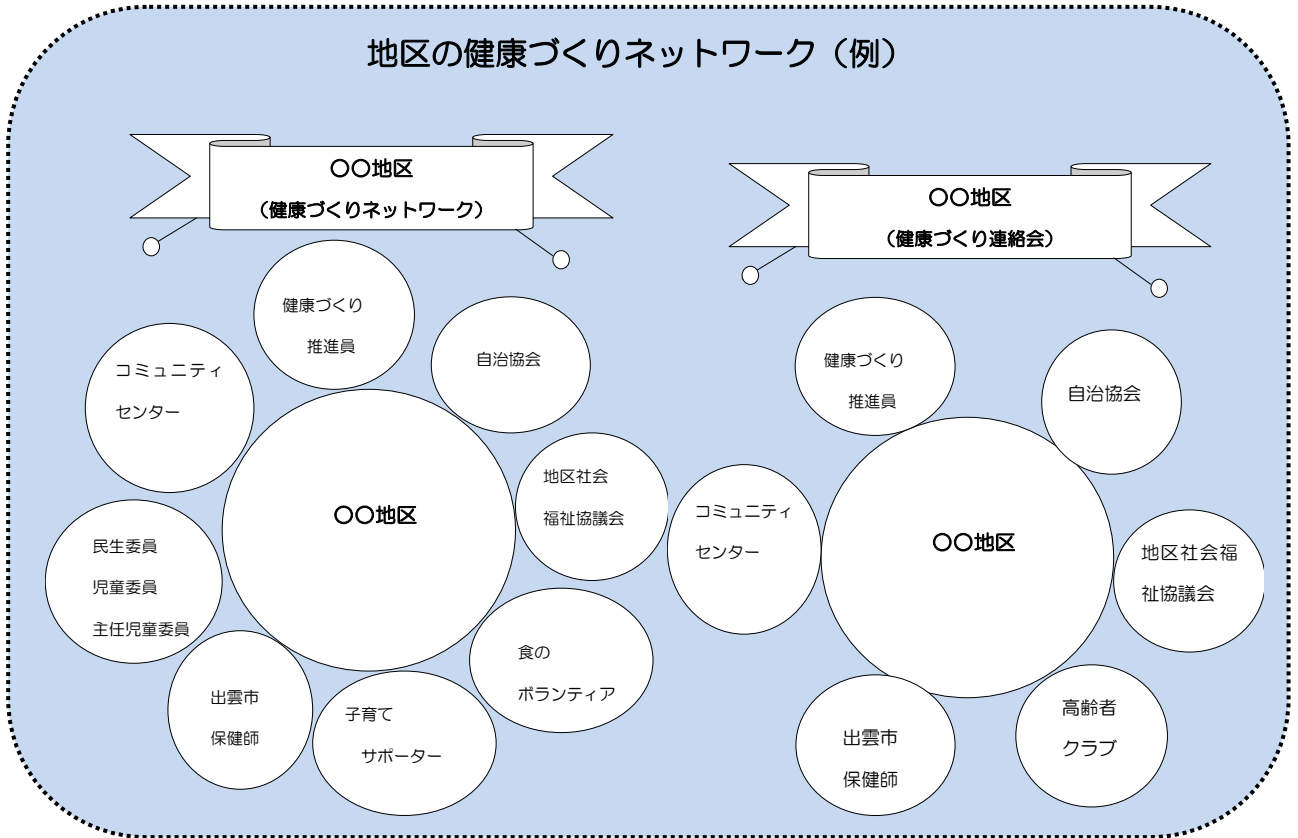 地区の健康づくりネットワーク（例）
〇〇地区
（健康づくりネットワーク）
健康づくり
推進員
自治協会
コミュニティ
センター
地区社会
福祉協議会
〇〇地区
民生委員
児童委員
主任児童委員
食の
ボランティア
出雲市
保健師
子育て
サポーター
〇〇地区
（健康づくり連絡会）
健康づくり
推進員
自治協会
コミュニティ
センター
〇〇地区
地区社会福
祉協議会
高齢者
クラブ
出雲市
保健師